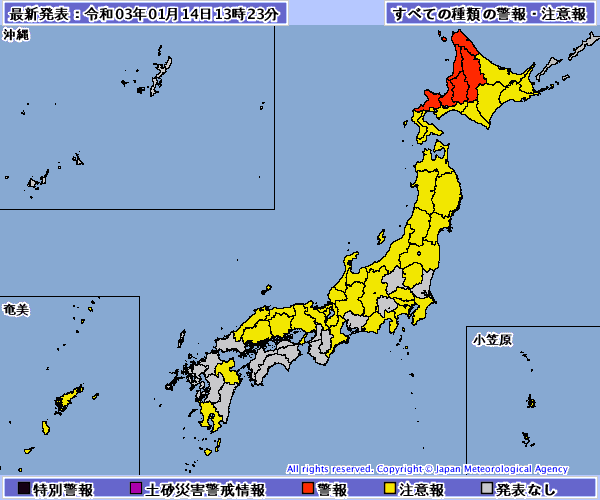 最新発表：令和03年01月14日13時23分
すべての種類の警報・注意報
沖縄
奄美
小笠原
All rights reserved. Copyright © Japan Meteorological Agency
特別警報 土砂災害警戒情報 警報 注意報 発表なし